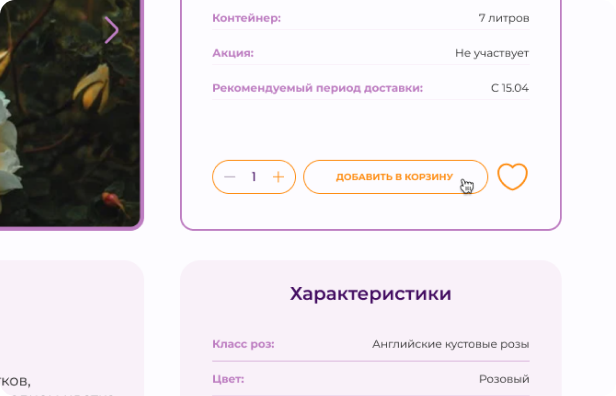 Контейнер: 7 литров
Акция: Не участвует
Рекомендуемый период доставки: С 15.04
1 ДОБАВИТЬ В КОРЗИНУ
Характеристики
Класс роз: Английские кустовые розы
Цвет: Розовый